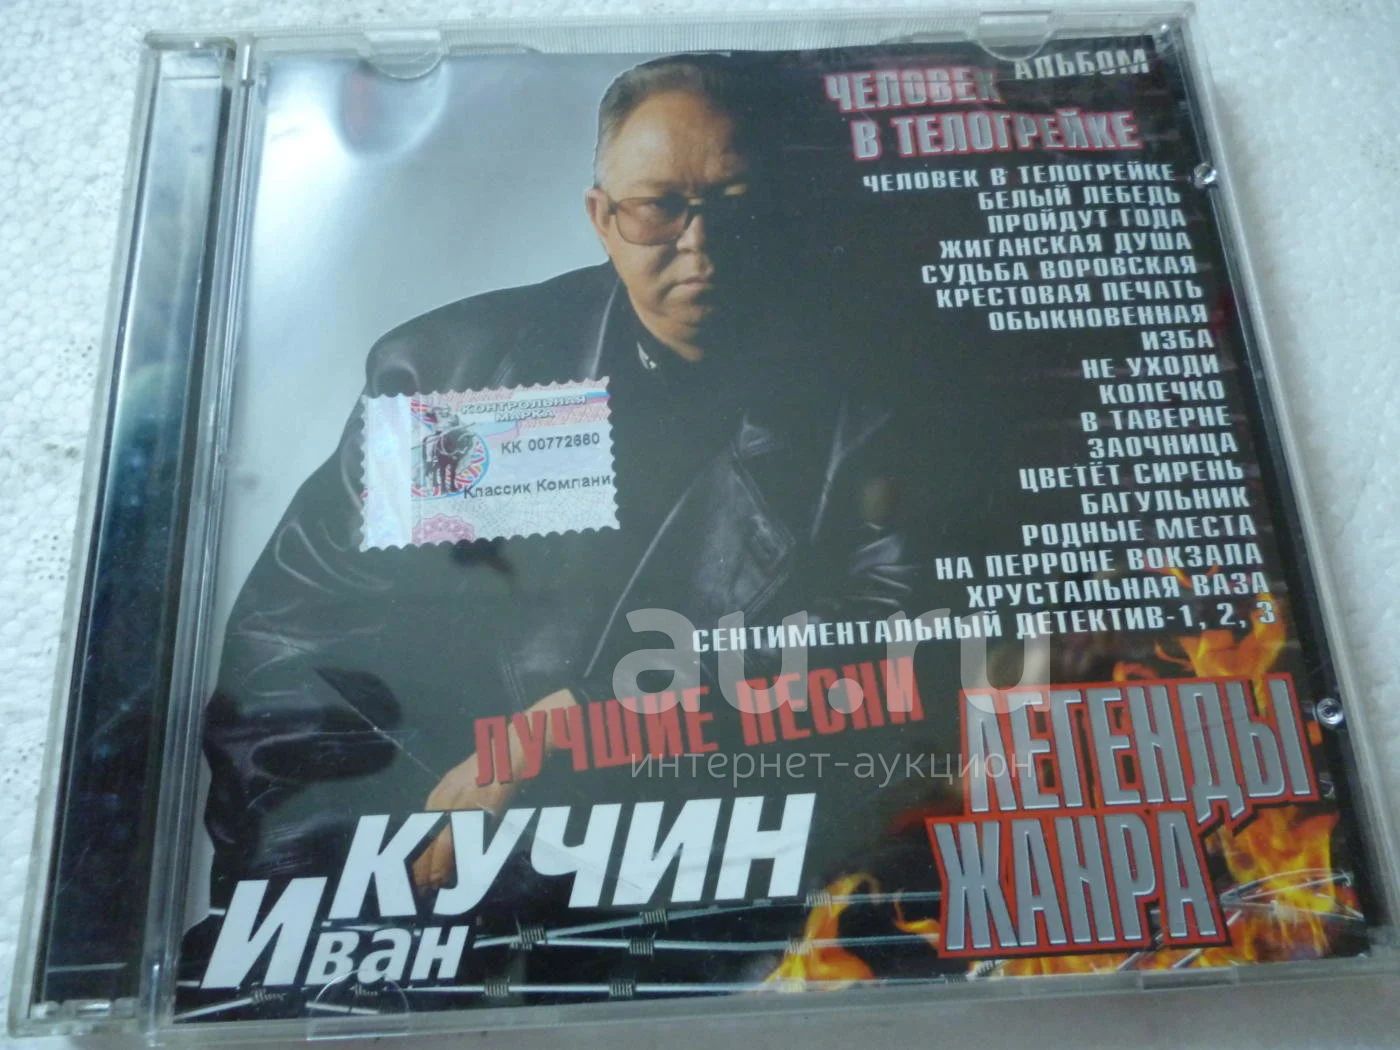 АЛЬБОМ
ЧЕЛОВЕК
В ТЕЛОГРЕЙКЕ
ЧЕЛОВЕК В ТЕЛОГРЕЙКЕ
БЕЛЫЙ ЛЕБЕДЬ
ПРОЙДУТ ГОДА
ЖИГАНСКАЯ ДУША
СУДЬБА ВОРОВСКАЯ
КРЕСТОВАЯ ПЕЧАТЬ
ОБЫКНОВЕННАЯ
ИЗБА
НЕ УХОДИ
КОЛЕЧКО
В ТАВЕРНЕ
ЗАОЧНИЦА
ЦВЕТЁТ СИРЕНЬ
БАГУЛЬНИК
РОДНЫЕ МЕСТА
НА ПЕРРОНЕ ВОКЗАЛА
ХРУСТАЛЬНАЯ ВАЗА
СЕНТИМЕНТАЛЬНЫЙ ДЕТЕКТИВ-1, 2, 3
КОНТРОЛЬНАЯ
МАРКА
КК 00772660
Классик Компани
au.ru
интернет-аукцион
ЛУЧШИЕ ПЕСНИ
ЛЕГЕНДЫ
ЖАНРА
КУЧИН
Иван